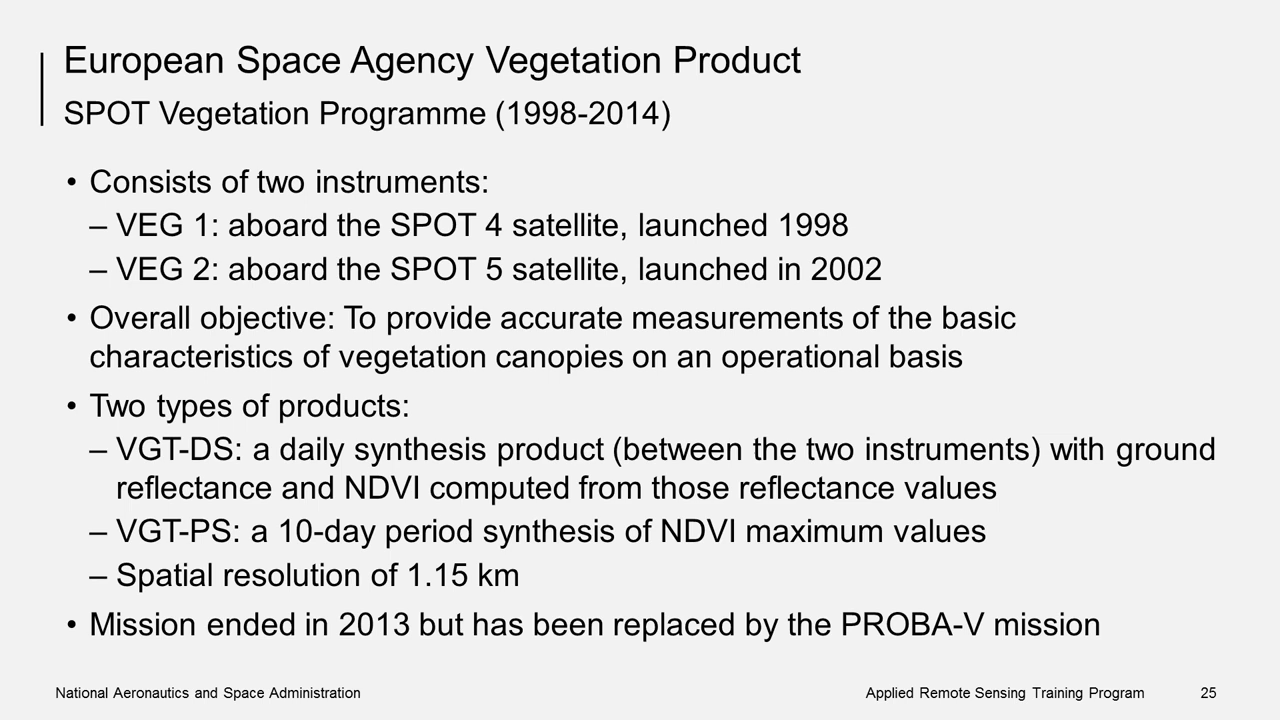 European Space Agency Vegetation Product
SPOT Vegetation Programme (1998-2014)
• Consists of two instruments:
– VEG 1: aboard the SPOT 4 satellite, launched 1998
– VEG 2: aboard the SPOT 5 satellite, launched in 2002
• Overall objective: To provide accurate measurements of the basic
characteristics of vegetation canopies on an operational basis
• Two types of products:
– VGT-DS: a daily synthesis product (between the two instruments) with ground
reflectance and NDVI computed from those reflectance values
– VGT-PS: a 10-day period synthesis of NDVI maximum values
– Spatial resolution of 1.15 km
• Mission ended in 2013 but has been replaced by the PROBA-V mission
National Aeronautics and Space Administration
Applied Remote Sensing Training Program
25